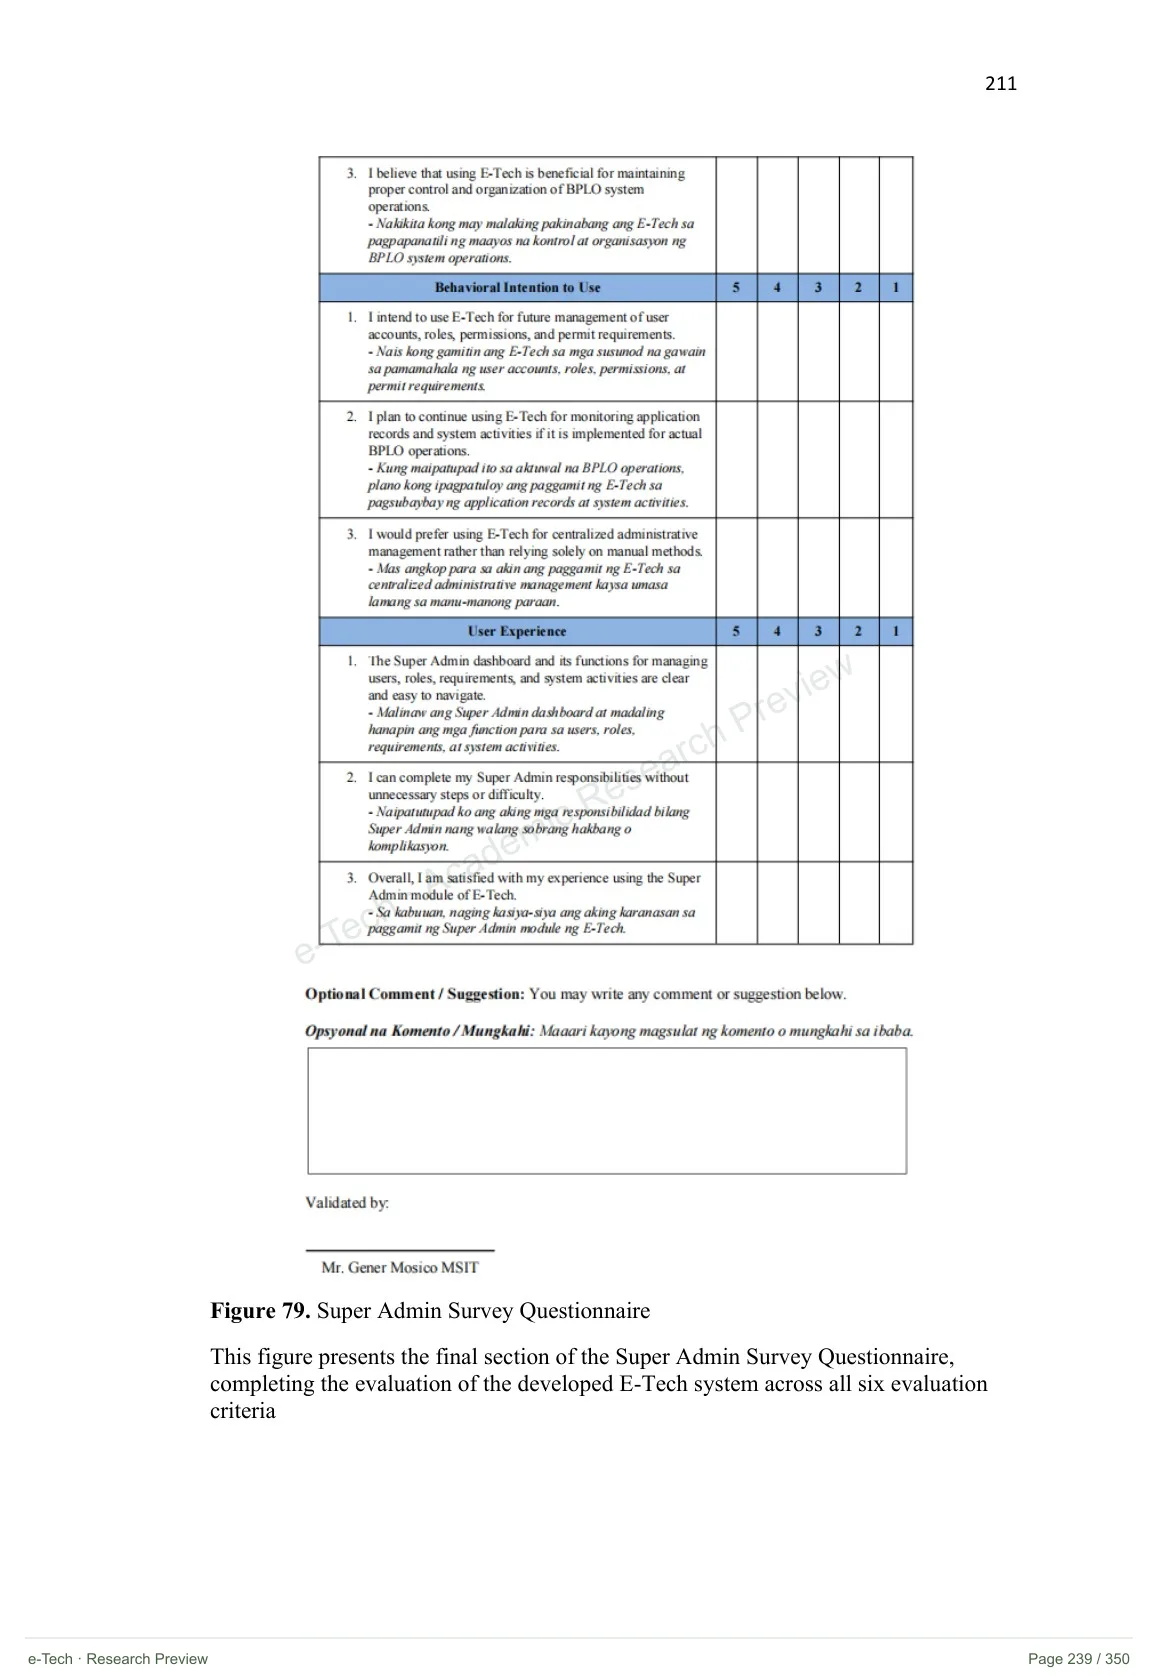 211
3. I believe that using E-Tech is beneficial for maintaining
proper control and organization of BPLO system
operations.
- Nakikita kong may malaking pakinabang ang E-Tech sa
pagpapanatili ng maayos na kontrol at organisasyon ng
BPLO system operations.
Behavioral Intention to Use 5 4 3 2 1
1. I intend to use E-Tech for future management of user
accounts, roles, permissions, and permit requirements.
- Nais kong gamitin ang E-Tech sa mga susunod na gawain
sa pamamahala ng user accounts, roles, permissions, at
permit requirements.
2. I plan to continue using E-Tech for monitoring application
records and system activities if it is implemented for actual
BPLO operations.
- Kung maipatupad ito sa aktuwal na BPLO operations,
plano kong ipagpatuloy ang paggamit ng E-Tech sa
pagsubaybay ng application records at system activities.
3. I would prefer using E-Tech for centralized administrative
management rather than relying solely on manual methods.
- Mas angkop para sa akin ang paggamit ng E-Tech sa
centralized administrative management kaysa umasa
lamang sa manu-manong paraan.
User Experience 5 4 3 2 1
1. The Super Admin dashboard and its functions for managing
users, roles, requirements, and system activities are clear
and easy to navigate.
- Malinaw ang Super Admin dashboard at madaling
hanapin ang mga function para sa users, roles,
requirements, at system activities.
2. I can complete my Super Admin responsibilities without
unnecessary steps or difficulty.
- Naipatutupad ko ang aking mga responsibilidad bilang
Super Admin nang walang sobrang hakbang o
komplikasyon.
3. Overall, I am satisfied with my experience using the Super
Admin module of E-Tech.
- Sa kabuuan, naging kasiya-siya ang aking karanasan sa
paggamit ng Super Admin module ng E-Tech.
e-Tech · Academic Research Preview
Optional Comment / Suggestion: You may write any comment or suggestion below.
Opsyonal na Komento / Mungkahi: Maaari kayong magsulat ng komento o mungkahi sa ibaba.
Validated by:
Mr. Gener Mosico MSIT
Figure 79. Super Admin Survey Questionnaire
This figure presents the final section of the Super Admin Survey Questionnaire,
completing the evaluation of the developed E-Tech system across all six evaluation
criteria
e-Tech · Research Preview
Page 239 / 350